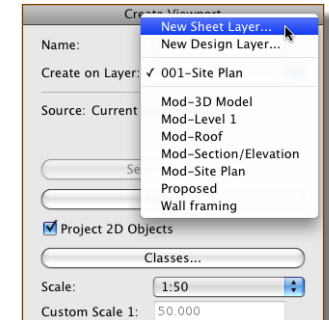 Create Viewport
New Sheet Layer...
Name:
New Design Layer...
Create on Layer: ✓ 001-Site Plan
Source: Current
Mod-3D Model
Mod-Level 1
Mod-Roof
Mod-Section/Elevation
Se
Mod-Site Plan
Proposed
Wall framing
Project 2D Objects
Classes...
Scale: 1:50
Custom Scale 1: 50.000